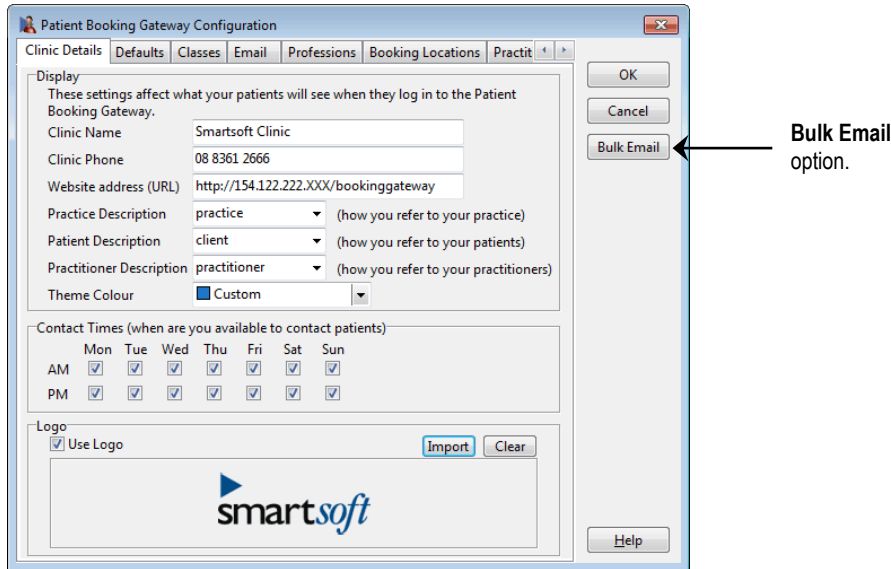 Patient Booking Gateway Configuration
Clinic Details Defaults Classes Email Professions Booking Locations Practit
Display
These settings affect what your patients will see when they log in to the Patient
Booking Gateway.
Clinic Name Smartsoft Clinic
Clinic Phone 08 8361 2666
Website address (URL) http://154.122.222.XXX/bookinggateway
Practice Description practice (how you refer to your practice)
Patient Description client (how you refer to your patients)
Practitioner Description practitioner (how you refer to your practitioners)
Theme Colour Custom
Contact Times (when are you available to contact patients)
Mon Tue Wed Thu Fri Sat Sun
AM
PM
Logo
Use Logo Import Clear
smartsoft
OK
Cancel
Bulk Email
Help
Bulk Email
option.